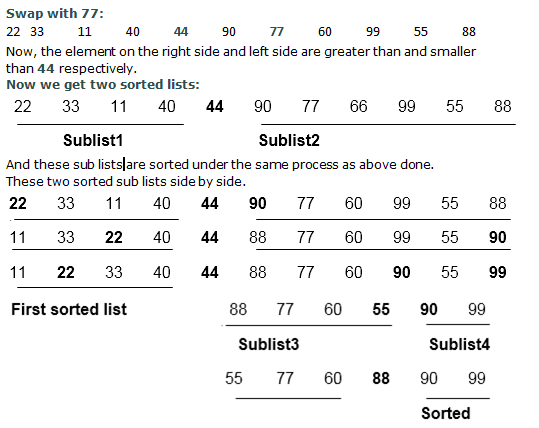 Swap with 77:
22 33 11 40 44 90 77 60 99 55 88
Now, the element on the right side and left side are greater than and smaller
than 44 respectively.
Now we get two sorted lists:
22 33 11 40 44 90 77 66 99 55 88
Sublist1 Sublist2
And these sub lists are sorted under the same process as above done.
These two sorted sub lists side by side.
22 33 11 40 44 90 77 60 99 55 88
11 33 22 40 44 88 77 60 99 55 90
11 22 33 40 44 88 77 60 90 55 99
First sorted list 88 77 60 55 90 99
Sublist3 Sublist4
55 77 60 88 90 99
Sorted